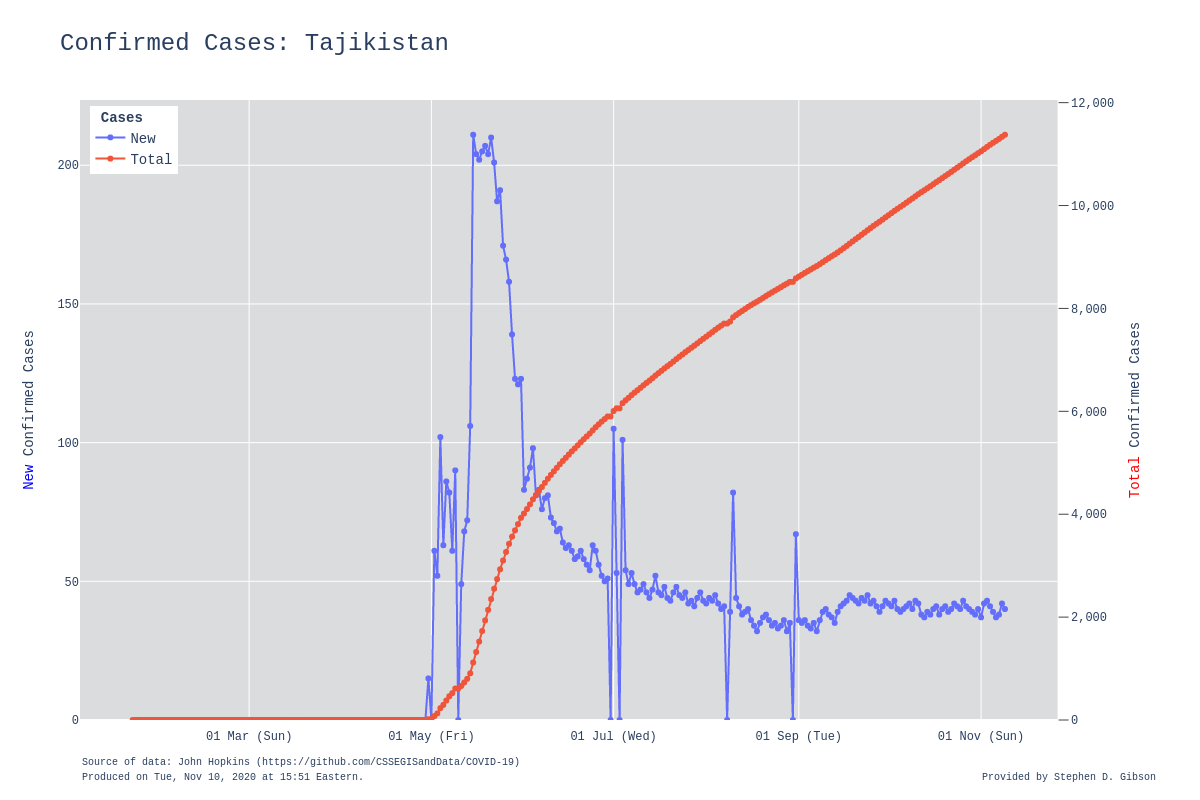 Confirmed Cases: Tajikistan
Cases
New
Total
200
150
100
50
0
12,000
10,000
8,000
6,000
4,000
2,000
0
New Confirmed Cases
Total Confirmed Cases
01 Mar (Sun)
01 May (Fri)
01 Jul (Wed)
01 Sep (Tue)
01 Nov (Sun)
Source of data: John Hopkins (https://github.com/CSSEGISandData/COVID-19)
Produced on Tue, Nov 10, 2020 at 15:51 Eastern.
Provided by Stephen D. Gibson